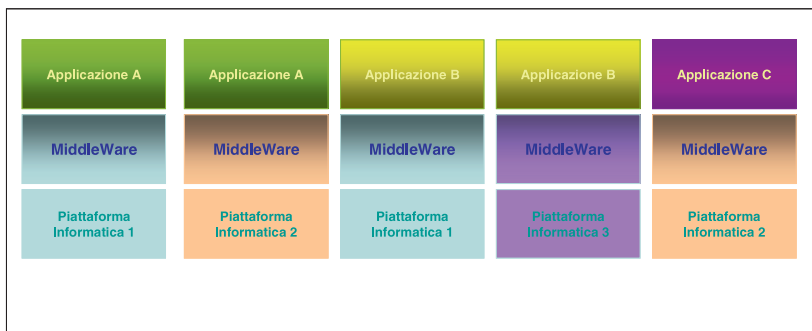 Applicazione A
Applicazione A
Applicazione B
Applicazione B
Applicazione C
MiddleWare
MiddleWare
MiddleWare
MiddleWare
MiddleWare
Piattaforma
Informatica 1
Piattaforma
Informatica 2
Piattaforma
Informatica 1
Piattaforma
Informatica 3
Piattaforma
Informatica 2